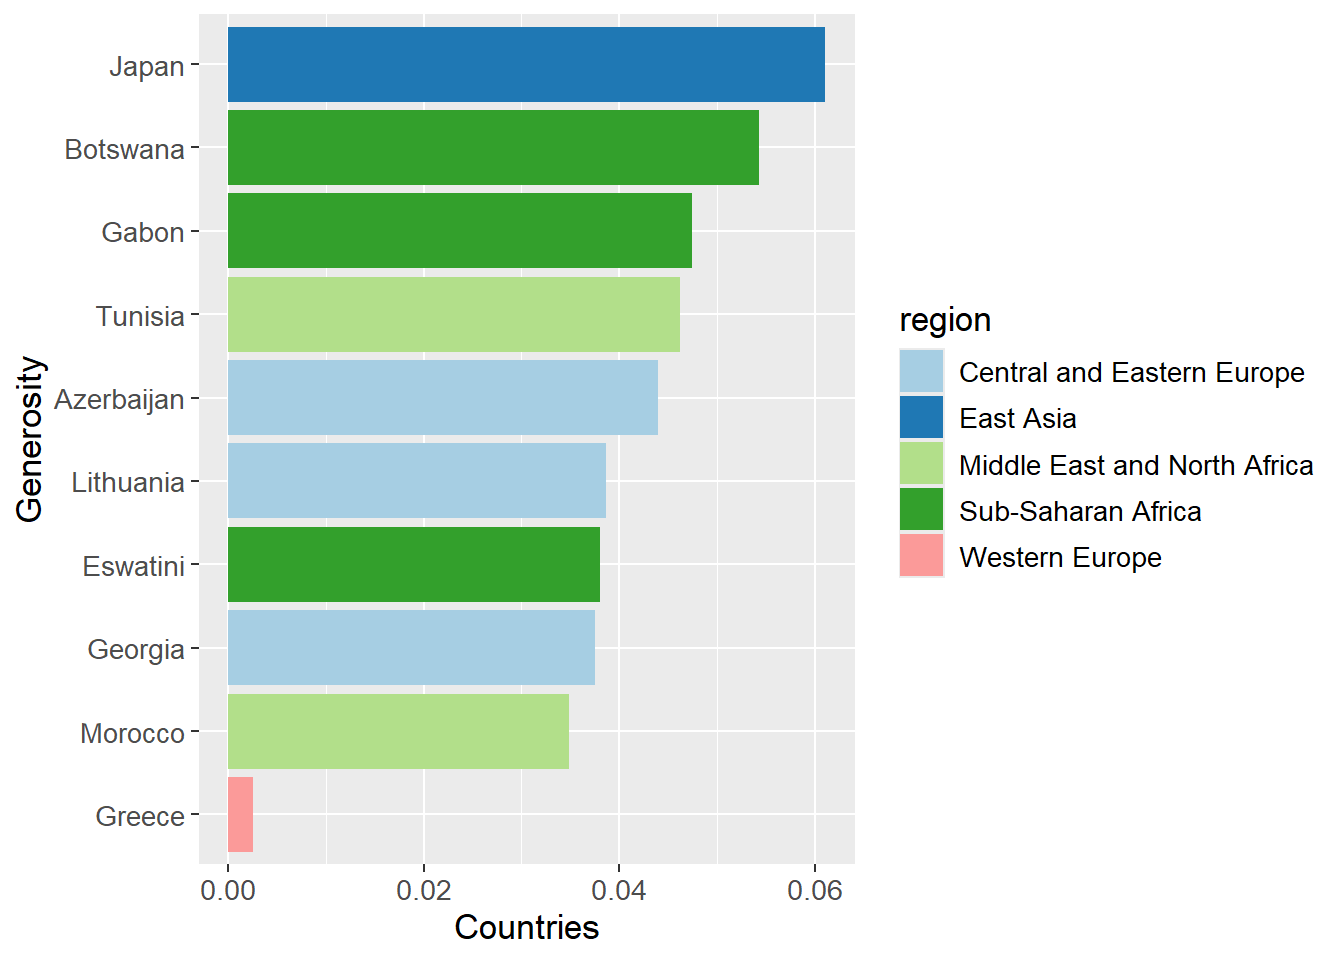 Japan
Botswana
Gabon
Tunisia
Azerbaijan
Lithuania
Eswatini
Georgia
Morocco
Greece
Generosity
0.00 0.02 0.04 0.06
Countries
region
Central and Eastern Europe
East Asia
Middle East and North Africa
Sub-Saharan Africa
Western Europe